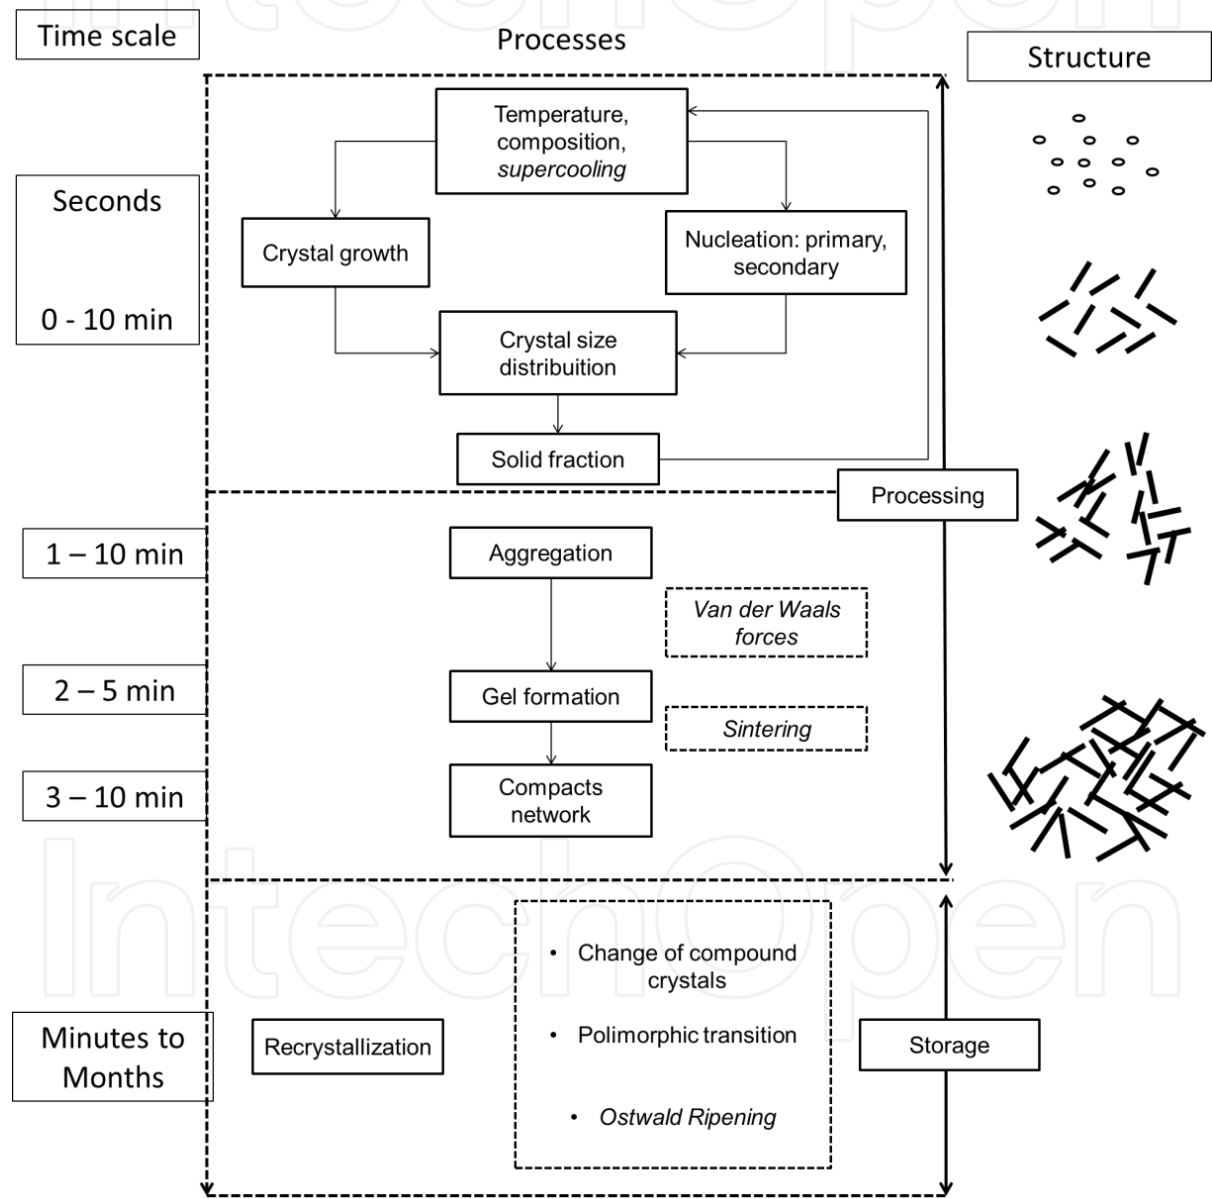 Time scale
Processes
Structure
Temperature,
composition,
supercooling
Seconds
0 - 10 min
Crystal growth
Nucleation: primary,
secondary
Crystal size
distribuition
Solid fraction
Processing
1 – 10 min
Aggregation
Van der Waals
forces
2 – 5 min
Gel formation
Sintering
3 – 10 min
Compacts
network
IntechOpen
• Change of compound
crystals
Minutes to
Months
Recrystallization
• Polimorphic transition
Storage
• Ostwald Ripening